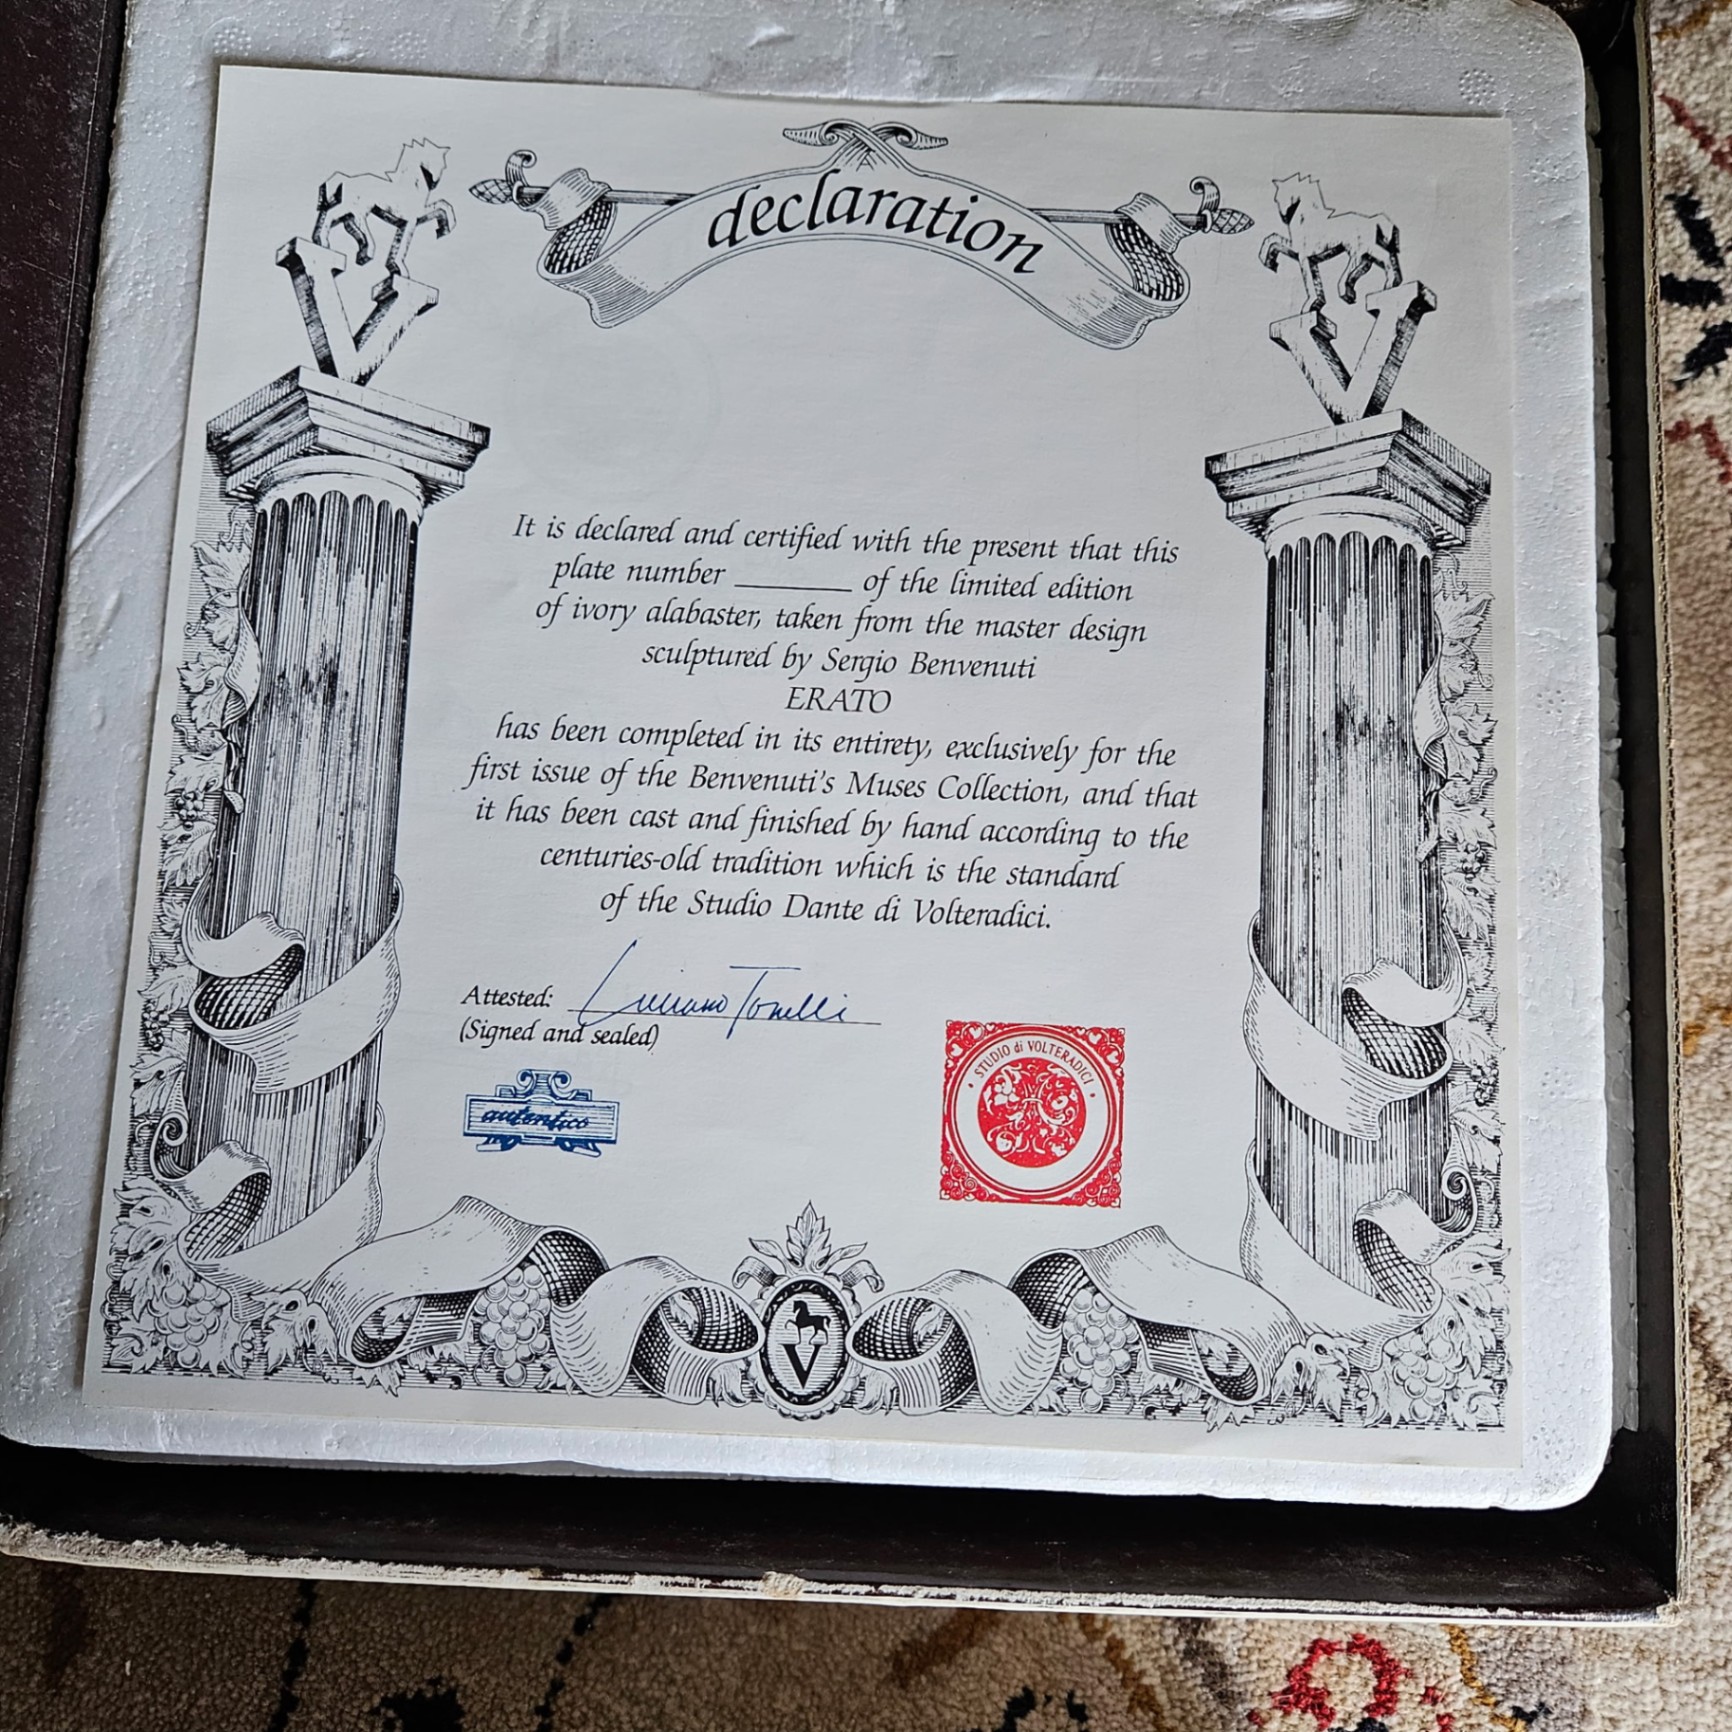 declaration
It is declared and certified with the present that this
plate number ________ of the limited edition
of ivory alabaster, taken from the master design
sculptured by Sergio Benvenuti
ERATO
has been completed in its entirety, exclusively for the
first issue of the Benvenuti's Muses Collection, and that
it has been cast and finished by hand according to the
centuries-old tradition which is the standard
of the Studio Dante di Volteradici.
Attested: Luciano Tonelli
(Signed and sealed)
autentico
• STUDIO di VOLTERADICI •
V
V
V